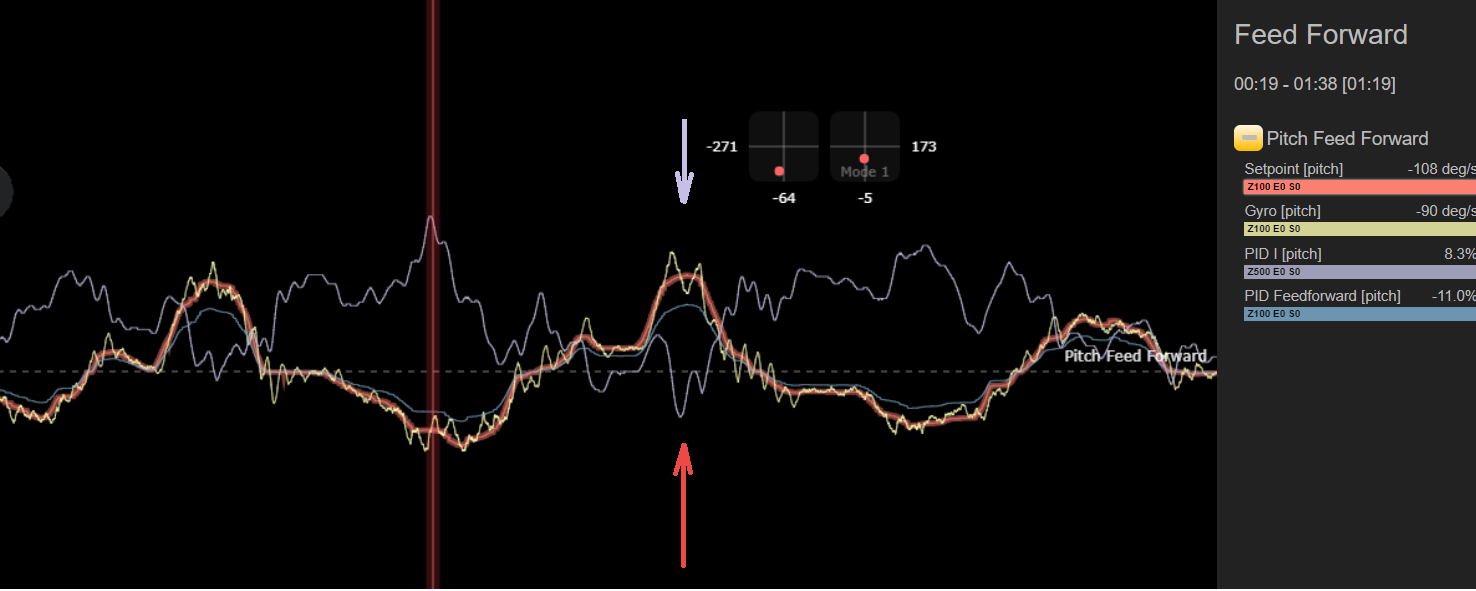 -271
173
Mode 1
-64
-5
Pitch Feed Forward
Feed Forward
00:19 - 01:38 [01:19]
Pitch Feed Forward
Setpoint [pitch] -108 deg/s
Z100 E0 S0
Gyro [pitch] -90 deg/s
Z100 E0 S0
PID I [pitch] 8.3%
Z500 E0 S0
PID Feedforward [pitch] -11.0%
Z100 E0 S0